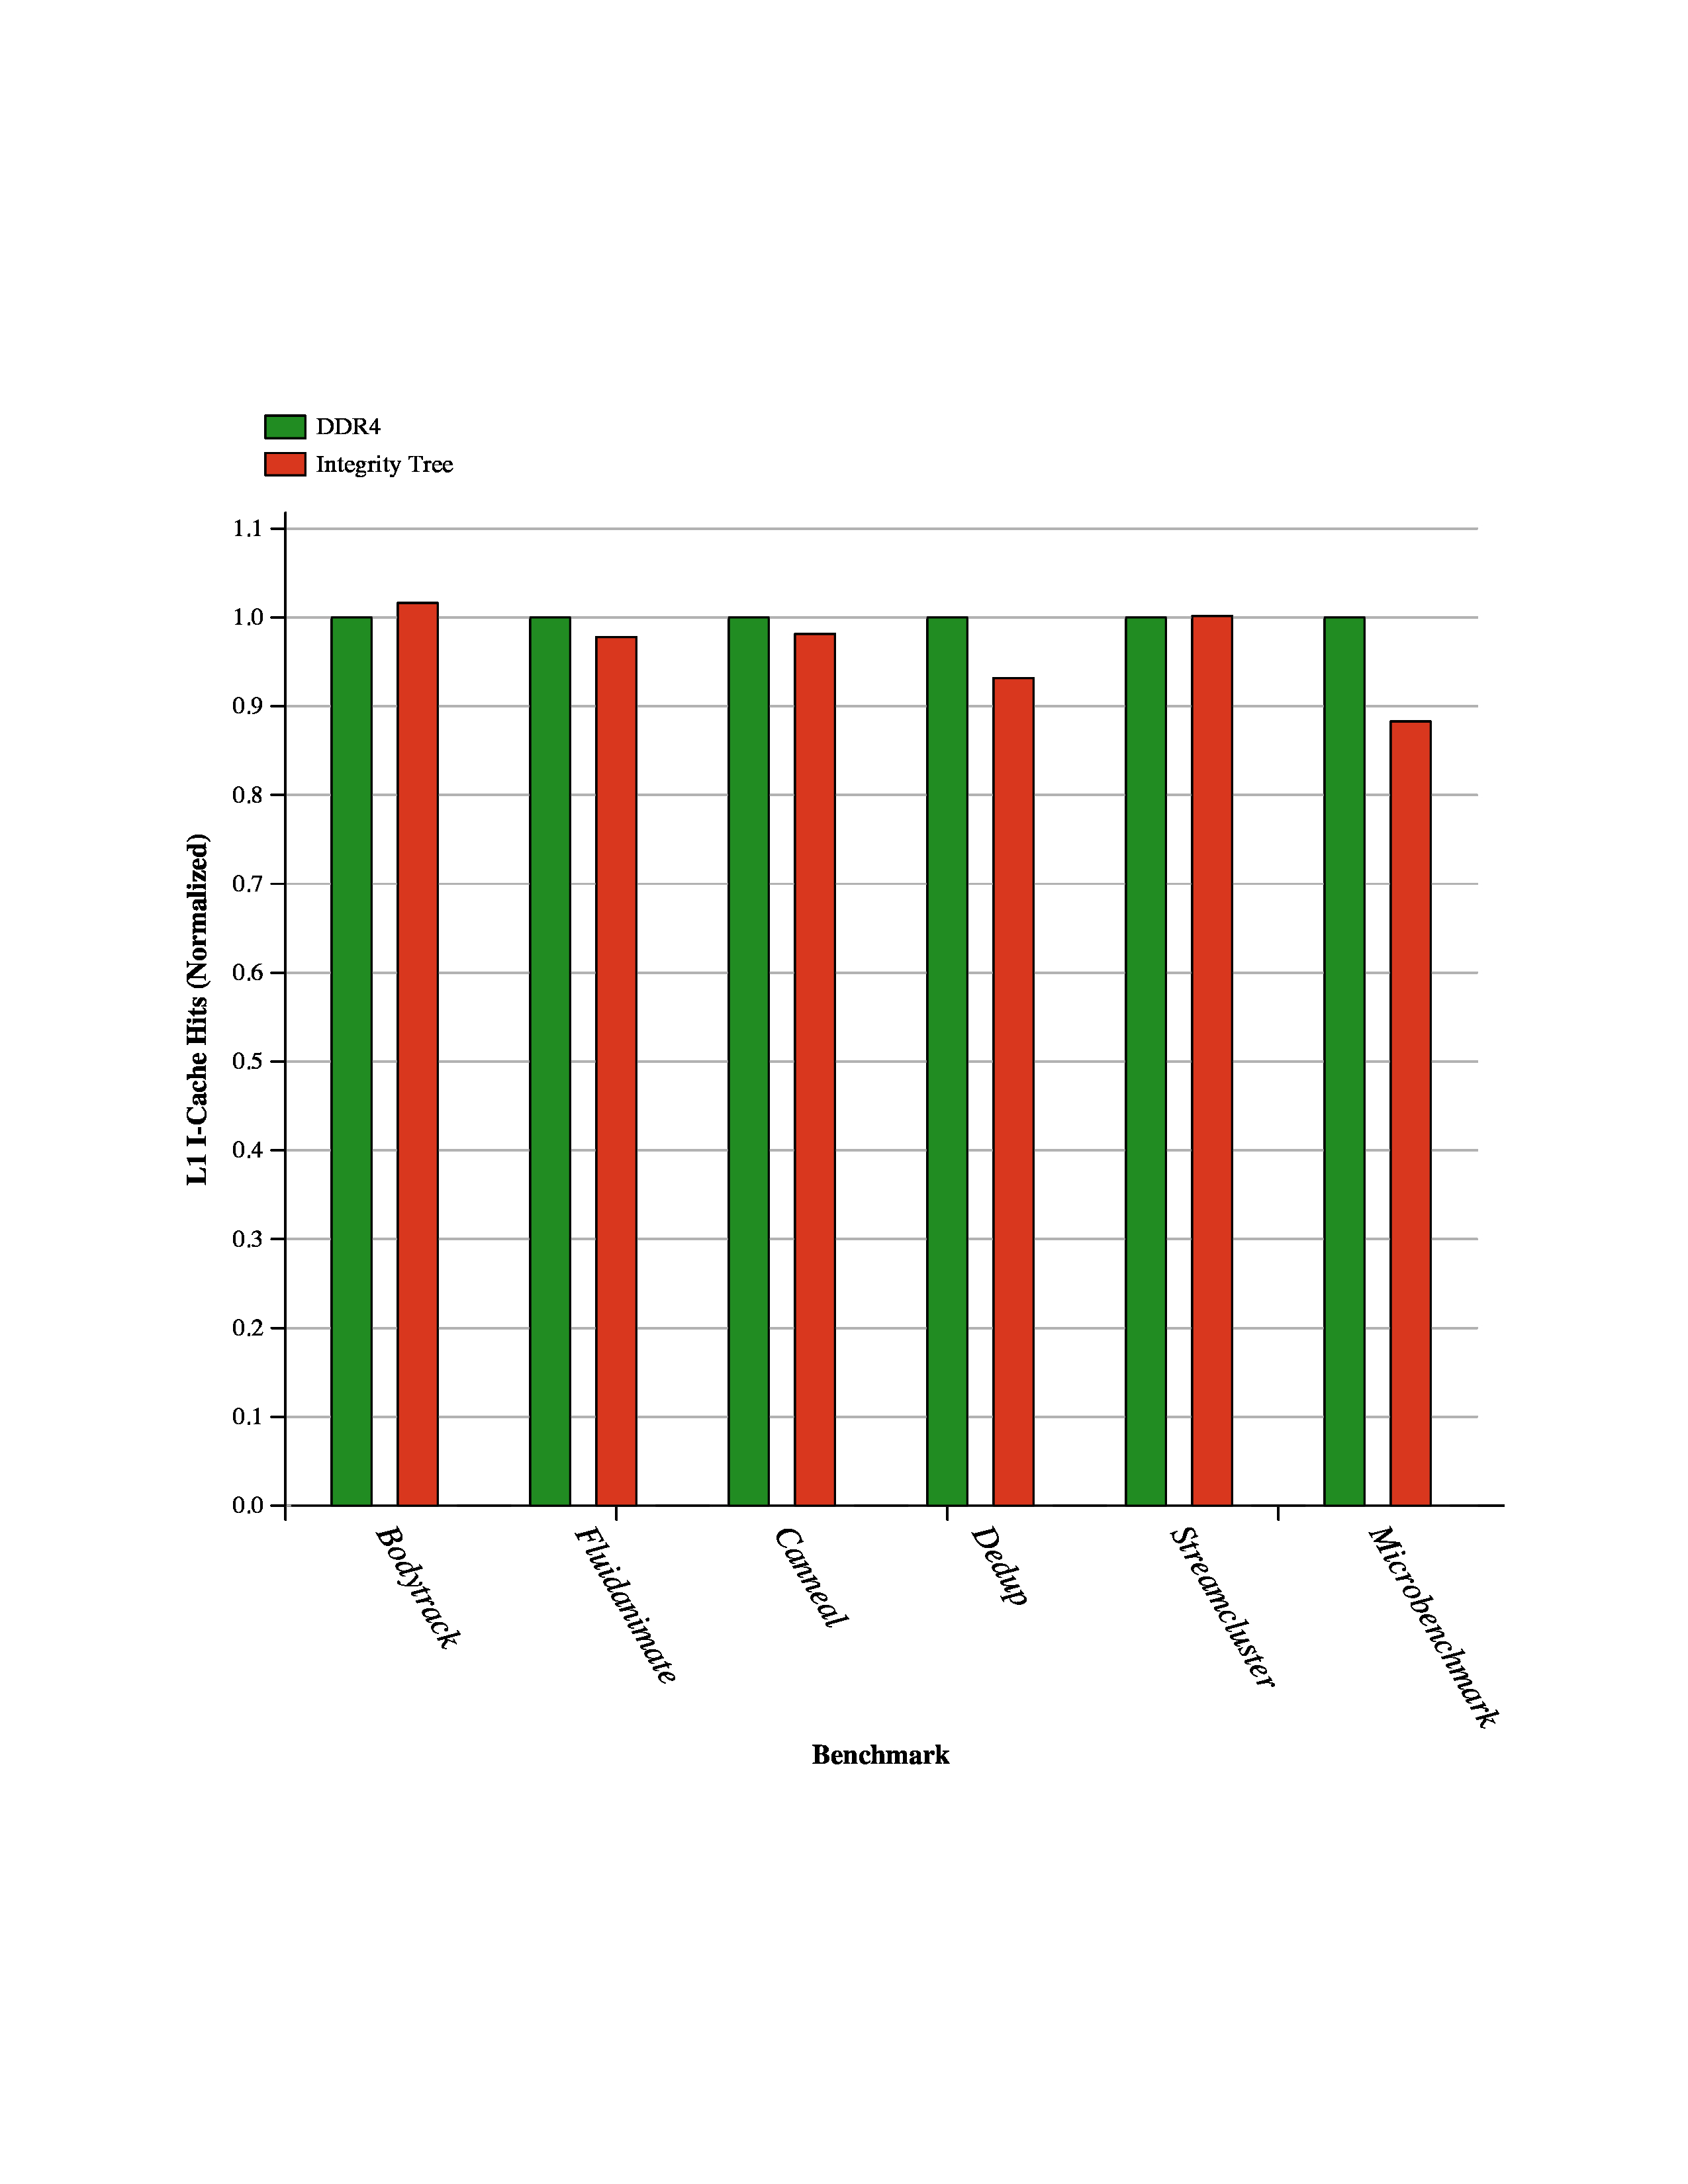 DDR4
Integrity Tree
1.1
1.0
0.9
0.8
0.7
0.6
0.5
0.4
0.3
0.2
0.1
0.0
L1 I-Cache Hits (Normalized)
Bodytrack
Fluidanimate
Canneal
Dedup
Streamcluster
Microbenchmark
Benchmark